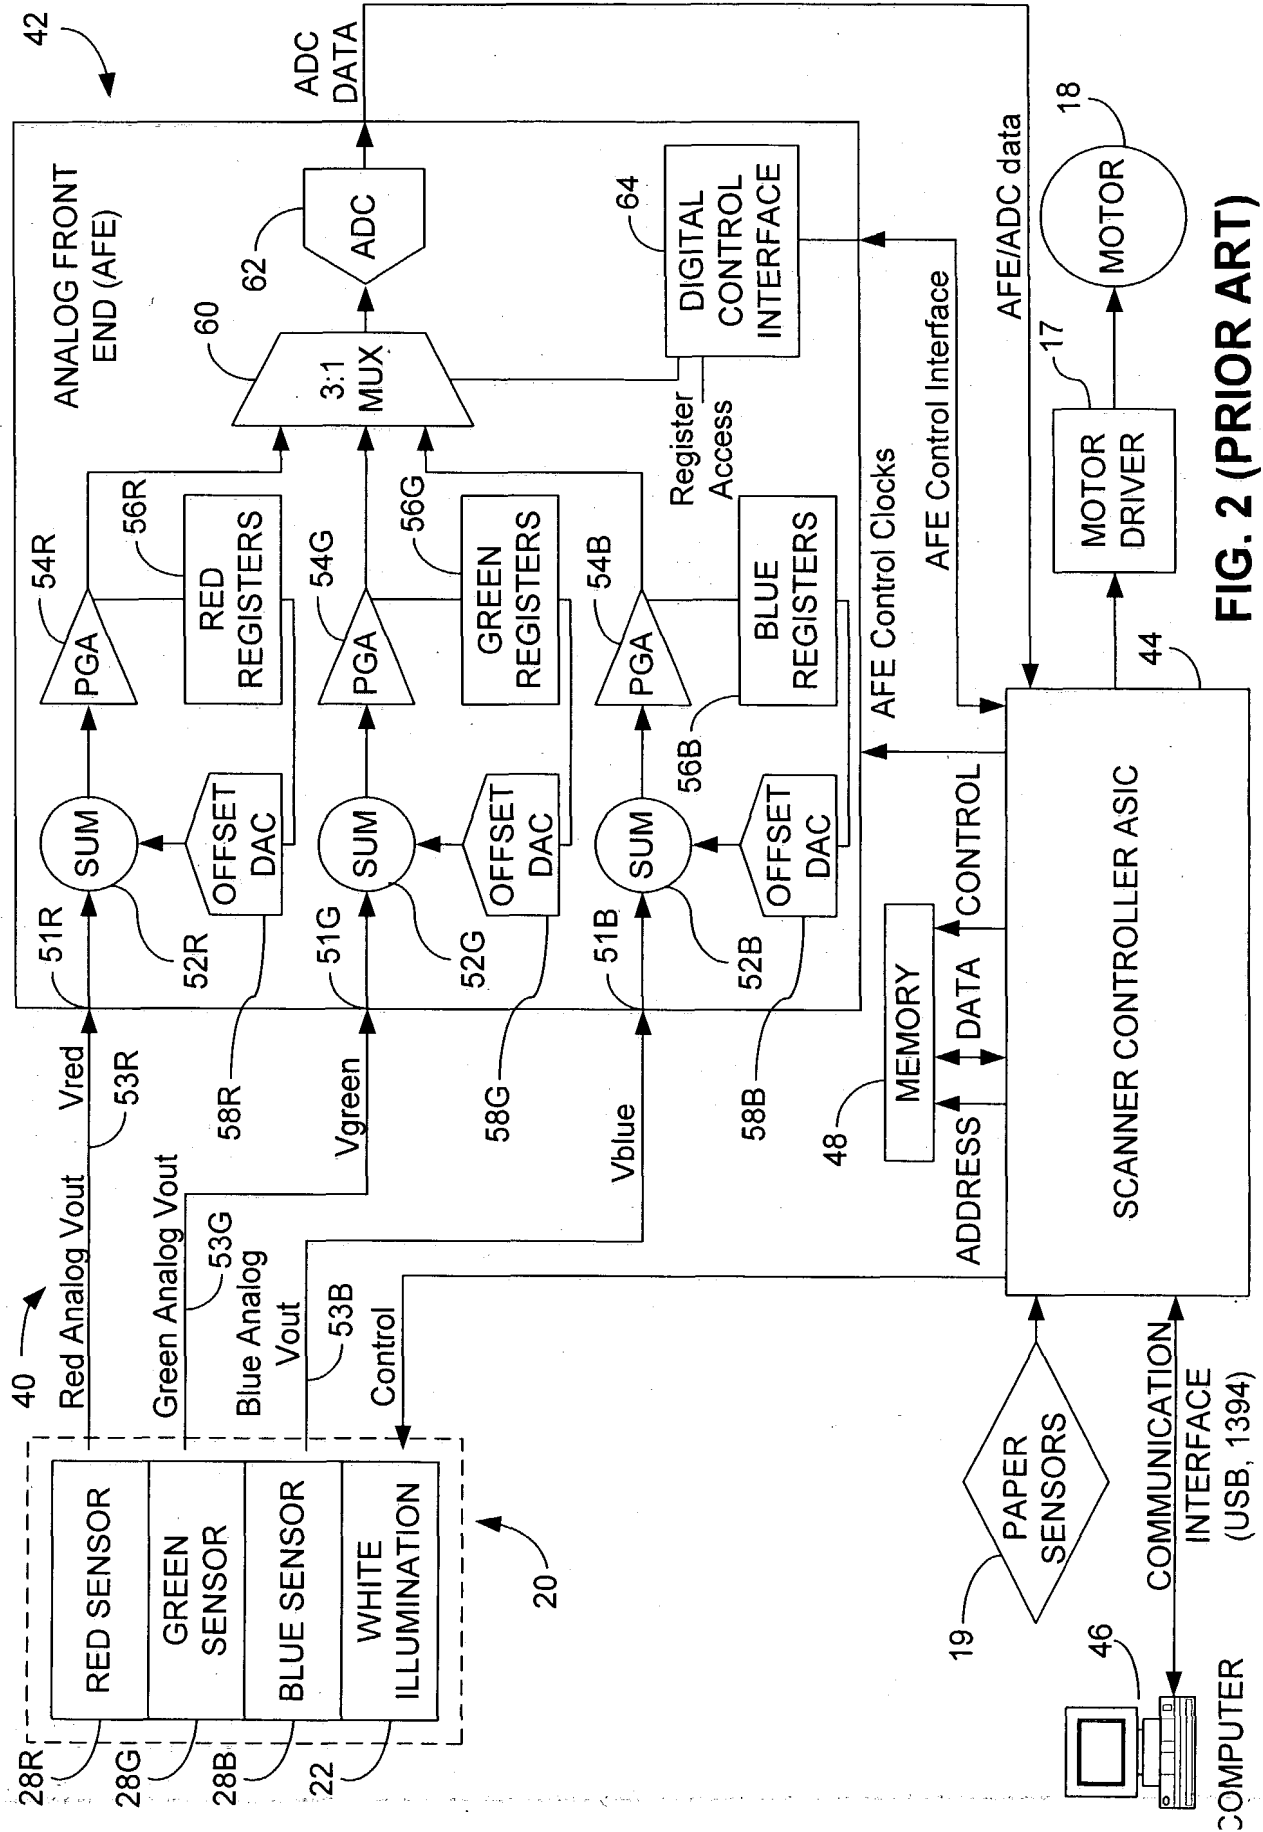 40
42
28R
28G
28B
22
RED SENSOR
GREEN
SENSOR
BLUE SENSOR
WHITE
ILLUMINATION
20
Red Analog Vout
Vred
53R
Green Analog Vout
Vgreen
53G
Blue Analog
Vout
Vblue
53B
Control
ANALOG FRONT
END (AFE)
51R
SUM
52R
PGA
54R
OFFSET
DAC
58R
RED
REGISTERS
56R
51G
SUM
52G
PGA
54G
OFFSET
DAC
58G
GREEN
REGISTERS
56G
51B
SUM
52B
PGA
54B
OFFSET
DAC
58B
BLUE
REGISTERS
56B
3:1
MUX
60
ADC
62
ADC
DATA
Register
Access
DIGITAL
CONTROL
INTERFACE
64
AFE Control Clocks
AFE Control Interface
AFE/ADC data
MEMORY
48
ADDRESS
DATA
CONTROL
SCANNER CONTROLLER ASIC
44
PAPER
SENSORS
19
MOTOR
DRIVER
17
MOTOR
18
COMMUNICATION
INTERFACE
(USB, 1394)
46
COMPUTER
FIG. 2 (PRIOR ART)